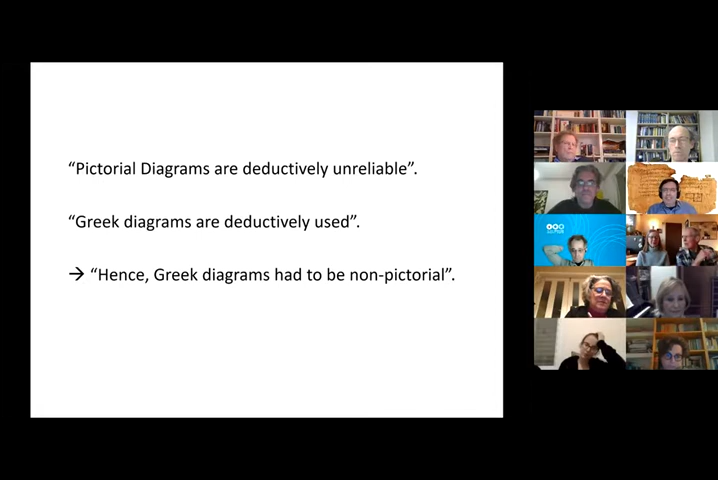 “Pictorial Diagrams are deductively unreliable”.
“Greek diagrams are deductively used”.
→ “Hence, Greek diagrams had to be non-pictorial”.